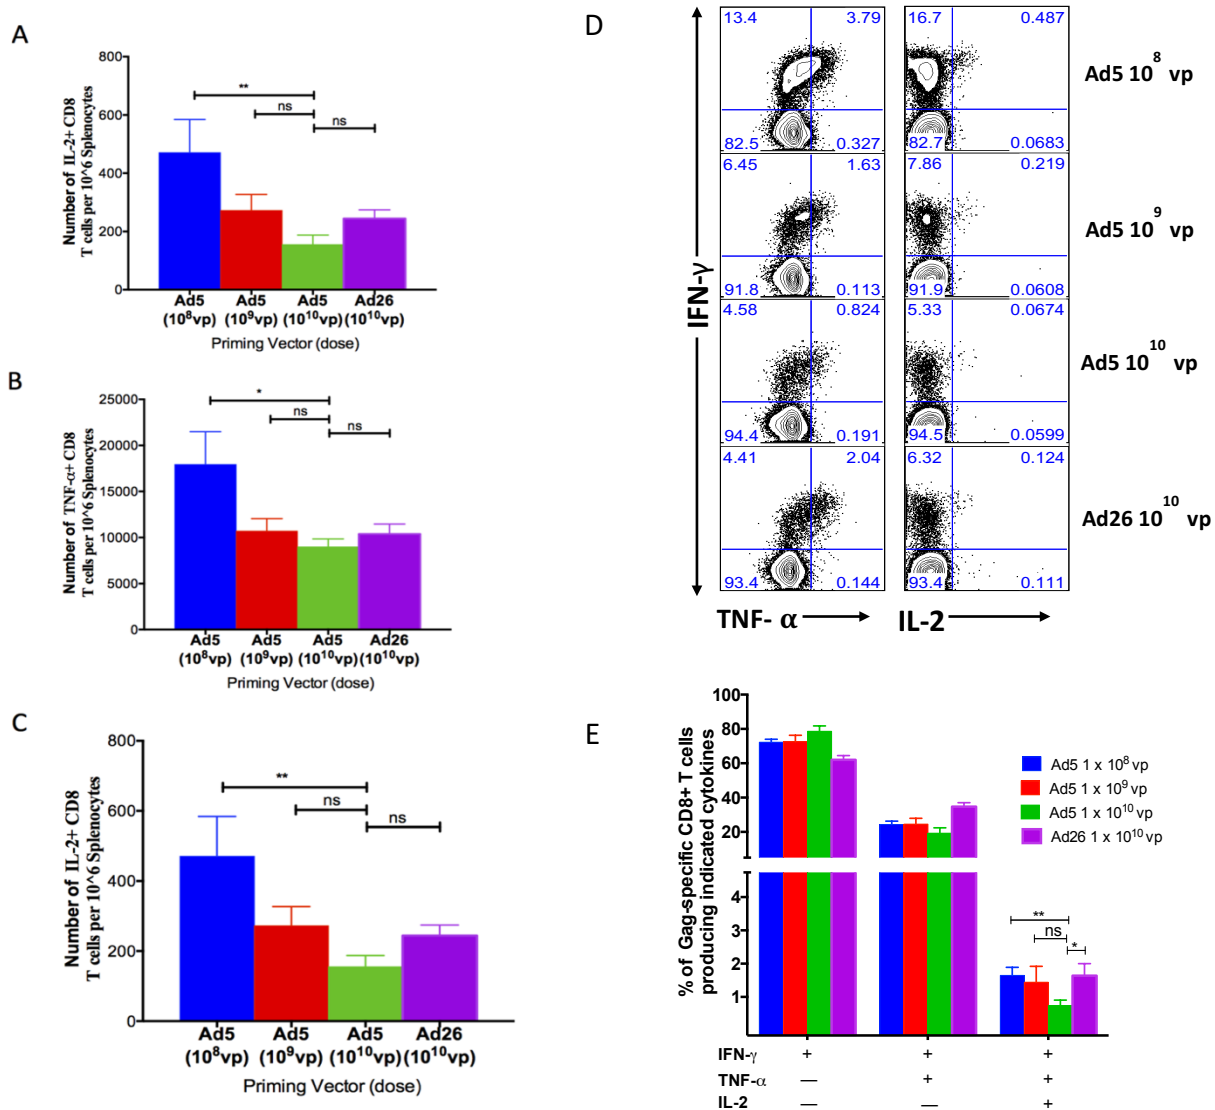 A
800
600
400
200
0
Number of IL-2+ CD8
T cells per 10^6 Splenocytes
**
ns
ns
Ad5 Ad5 Ad5 Ad26
(10⁸vp) (10⁹vp) (10¹⁰vp) (10¹⁰vp)
Priming Vector (dose)
B
25000
20000
15000
10000
5000
0
Number of TNF-α+ CD8
T cells per 10^6 Splenocytes
*
ns
ns
Ad5 Ad5 Ad5 Ad26
(10⁸vp) (10⁹vp) (10¹⁰vp) (10¹⁰vp)
Priming Vector (dose)
C
800
600
400
200
0
Number of IL-2+ CD8
T cells per 10^6 Splenocytes
**
ns
ns
Ad5 Ad5 Ad5 Ad26
(10⁸vp) (10⁹vp) (10¹⁰vp) (10¹⁰vp)
Priming Vector (dose)
D
IFN-γ
13.4 3.79 16.7 0.487
82.5 0.327 82.7 0.0683
Ad5 10⁸ vp
6.45 1.63 7.86 0.219
91.8 0.113 91.9 0.0608
Ad5 10⁹ vp
4.58 0.824 5.33 0.0674
94.4 0.191 94.5 0.0599
Ad5 10¹⁰ vp
4.41 2.04 6.32 0.124
93.4 0.144 93.4 0.111
Ad26 10¹⁰ vp
TNF- α IL-2
E
% of Gag-specific CD8+ T cells
producing indicated cytokines
100
80
60
40
20
4
3
2
1
Ad5 1 x 10⁸ vp
Ad5 1 x 10⁹ vp
Ad5 1 x 10¹⁰ vp
Ad26 1 x 10¹⁰ vp
**
ns
*
IFN-γ + + +
TNF-α — + +
IL-2 — — +